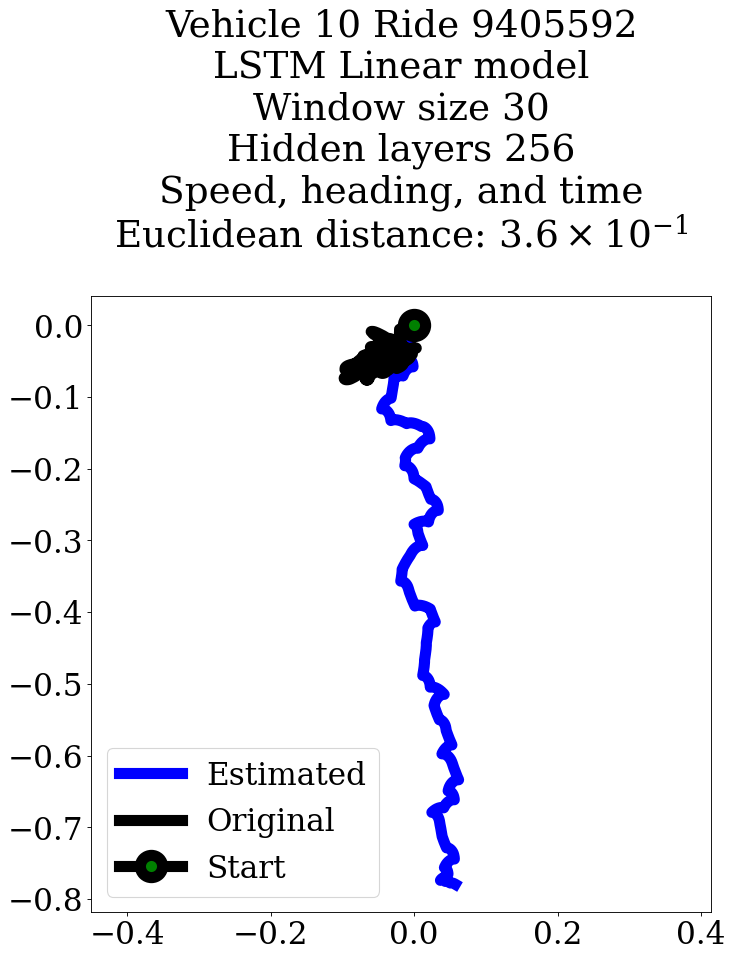 Vehicle 10 Ride 9405592
LSTM Linear model
Window size 30
Hidden layers 256
Speed, heading, and time
Euclidean distance: 3.6 × 10⁻¹
0.0
−0.1
−0.2
−0.3
−0.4
−0.5
−0.6
−0.7
−0.8
Estimated
Original
Start
−0.4 −0.2 0.0 0.2 0.4